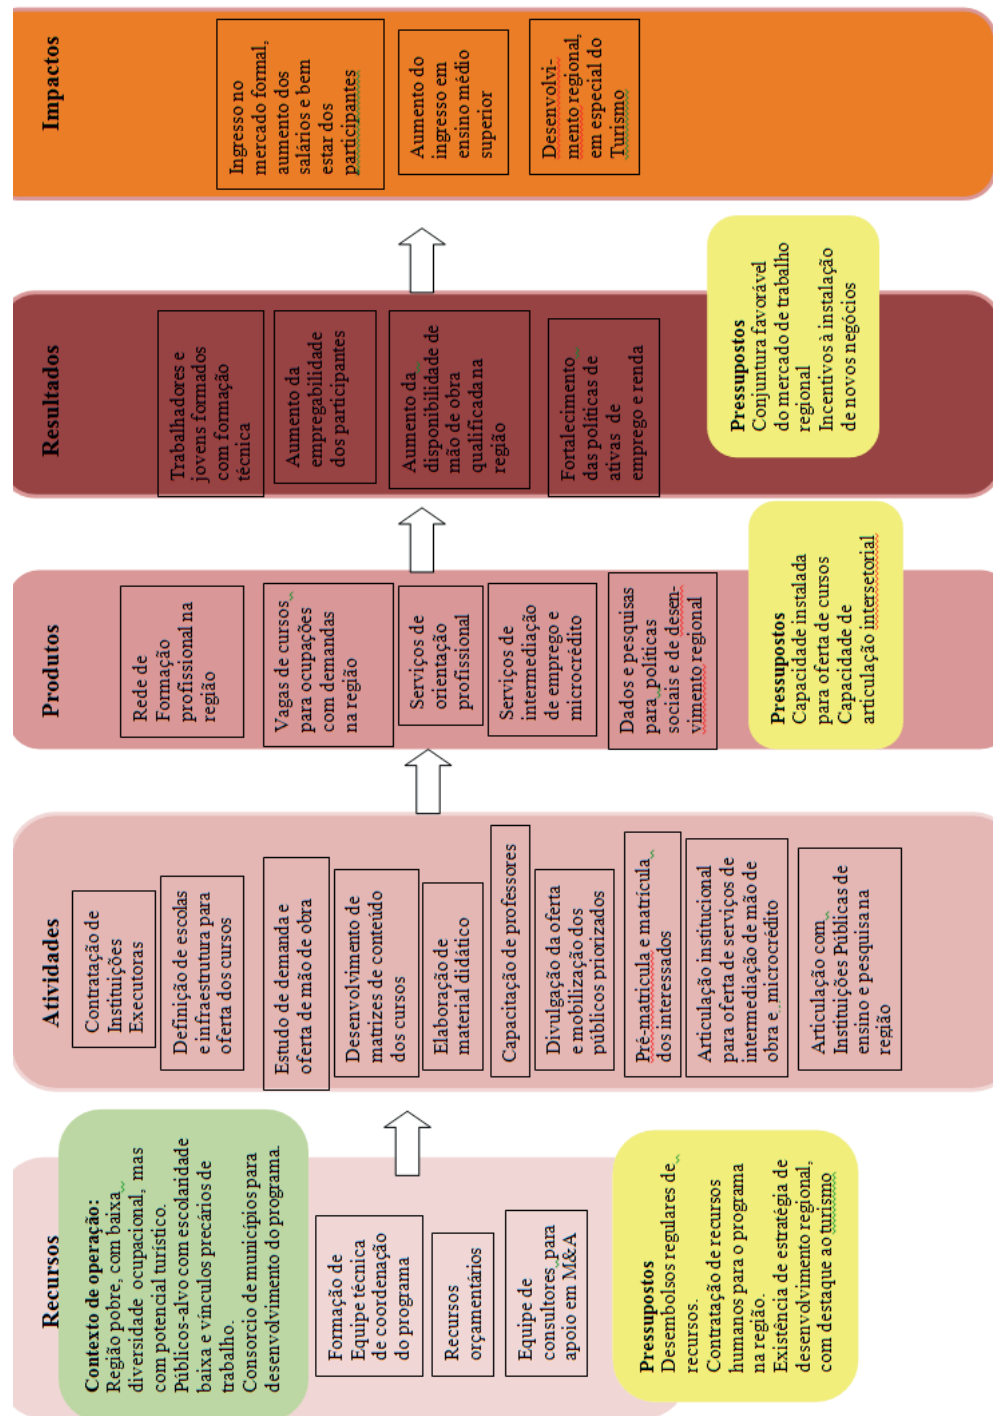 Recursos
Contexto de operação:
Região pobre, com baixa
diversidade ocupacional, mas
com potencial turístico.
Públicos-alvo com escolaridade
baixa e vínculos precários de
trabalho.
Consorcio de municípios para
desenvolvimento do programa.
Formação de
Equipe técnica
de coordenação
do programa
Recursos
orçamentários
Equipe de
consultores para
apoio em M&A
Pressupostos
Desembolsos regulares de
recursos.
Contratação de recursos
humanos para o programa
na região.
Existência de estratégia de
desenvolvimento regional,
com destaque ao turismo
Atividades
Contratação de
Instituições
Executoras
Definição de escolas
e infraestrutura para
oferta dos cursos
Estudo de demanda e
oferta de mão de obra
Desenvolvimento de
matrizes de conteúdo
dos cursos
Elaboração de
material didático
Capacitação de professores
Divulgação da oferta
e mobilização dos
públicos priorizados
Pré-matricula e matrícula
dos interessados
Articulação institucional
para oferta de serviços de
intermediação de mão de
obra e microcrédito
Articulação com
Instituições Públicas de
ensino e pesquisa na
região
Produtos
Rede de
Formação
profissional na
região
Vagas de cursos
para ocupações
com demandas
na região
Serviços de
orientação
profissional
Serviços de
intermediação
de emprego e
microcrédito
Dados e pesquisas
para políticas
sociais e de desen-
vimento regional
Pressupostos
Capacidade instalada
para oferta de cursos
Capacidade de
articulação intersetorial
Resultados
Trabalhadores e
jovens formados
com formação
técnica
Aumento da
empregabilidade
dos participantes
Aumento da
disponibilidade de
mão de obra
qualificada na
região
Fortalecimento
das políticas de
ativas de
emprego e renda
Pressupostos
Conjuntura favorável
do mercado de trabalho
regional
Incentivos à instalação
de novos negócios
Impactos
Ingresso no
mercado formal,
aumento dos
salários e bem
estar dos
participantes
Aumento do
ingresso em
ensino médio
superior
Desenvolvi-
mento regional,
em especial do
Turismo